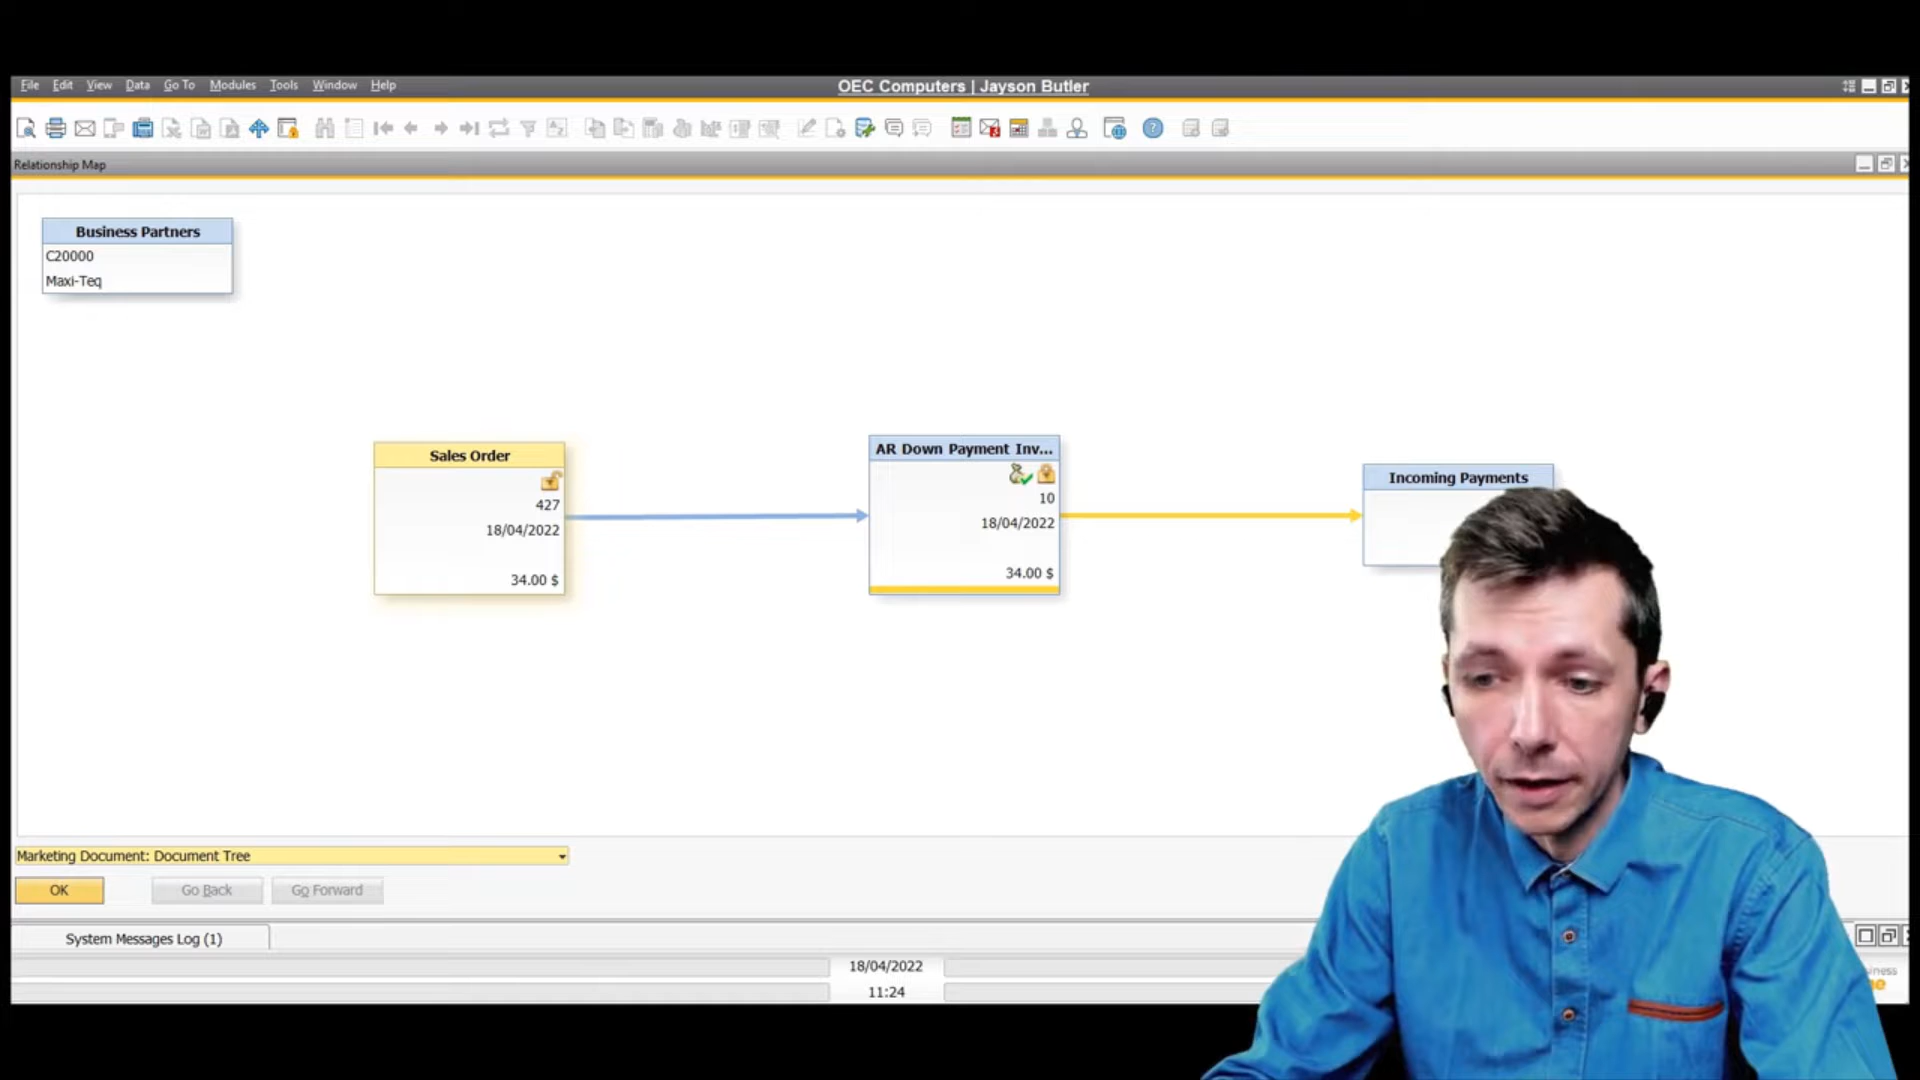 File Edit View Data Go To Modules Tools Window Help
OEC Computers | Jayson Butler
Relationship Map
Business Partners
C20000
Maxi-Teq
Sales Order
427
18/04/2022
34.00 $
AR Down Payment Inv...
10
18/04/2022
34.00 $
Incoming Payments
Marketing Document: Document Tree
OK
Go Back
Go Forward
System Messages Log (1)
18/04/2022
11:24